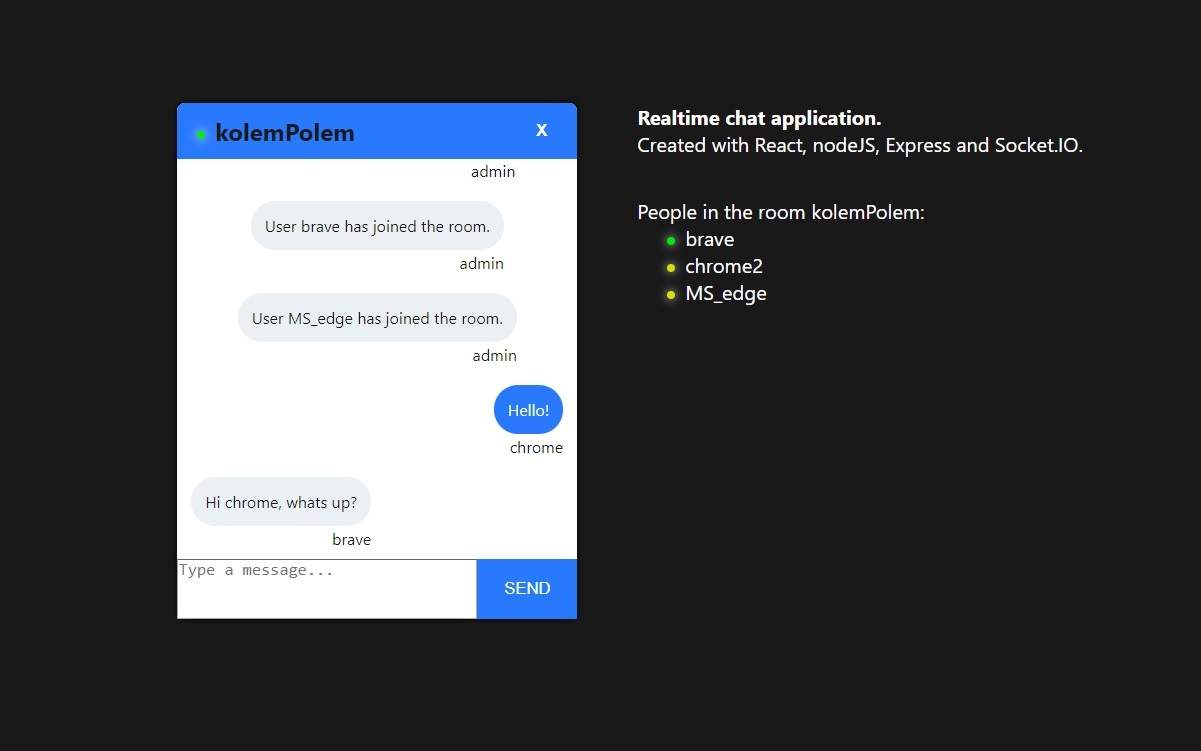 kolemPolem
X
admin
User brave has joined the room.
admin
User MS_edge has joined the room.
admin
Hello!
chrome
Hi chrome, whats up?
brave
Type a message...
SEND
Realtime chat application.
Created with React, nodeJS, Express and Socket.IO.
People in the room kolemPolem:
brave
chrome2
MS_edge